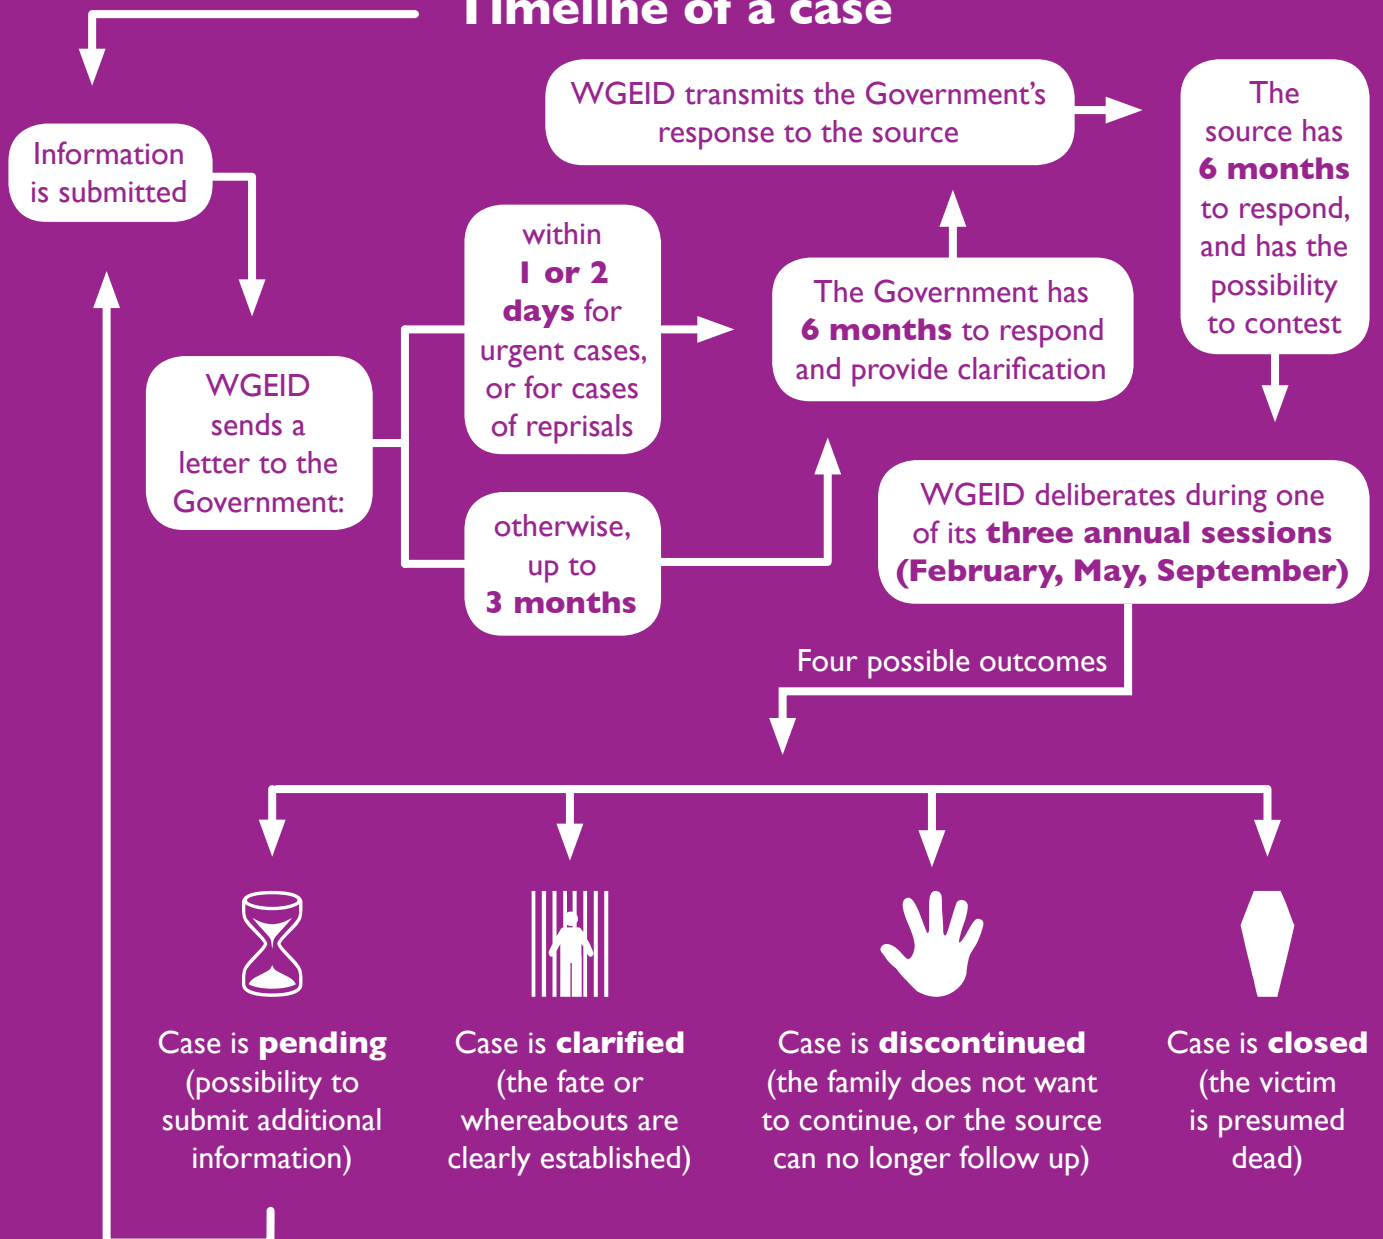 Timeline of a case
Information
is submitted
WGEID
sends a
letter to the
Government:
within
1 or 2
days for
urgent cases,
or for cases
of reprisals
otherwise,
up to
3 months
The Government has
6 months to respond
and provide clarification
WGEID transmits the Government's
response to the source
The
source has
6 months
to respond,
and has the
possibility
to contest
WGEID deliberates during one
of its three annual sessions
(February, May, September)
Four possible outcomes
Case is pending
(possibility to
submit additional
information)
Case is clarified
(the fate or
whereabouts are
clearly established)
Case is discontinued
(the family does not want
to continue, or the source
can no longer follow up)
Case is closed
(the victim
is presumed
dead)